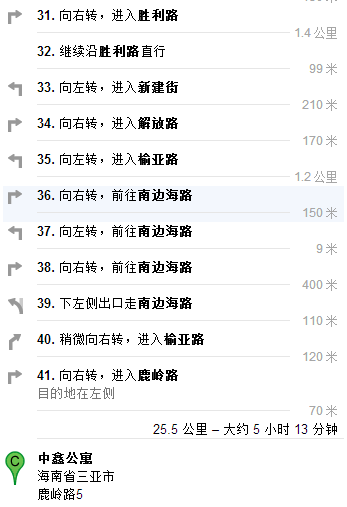 31. 向右转，进入胜利路
1.4 公里
32. 继续沿胜利路直行
99 米
33. 向左转，进入新建街
210 米
34. 向右转，进入解放路
170 米
35. 向左转，进入榆亚路
1.2 公里
36. 向右转，前往南边海路
150 米
37. 向左转，前往南边海路
9 米
38. 向右转，前往南边海路
400 米
39. 下左侧出口走南边海路
110 米
40. 稍微向右转，进入榆亚路
120 米
41. 向右转，进入鹿岭路
目的地在左侧
70 米
25.5 公里 – 大约 5 小时 13 分钟
C
中鑫公寓
海南省三亚市
鹿岭路5